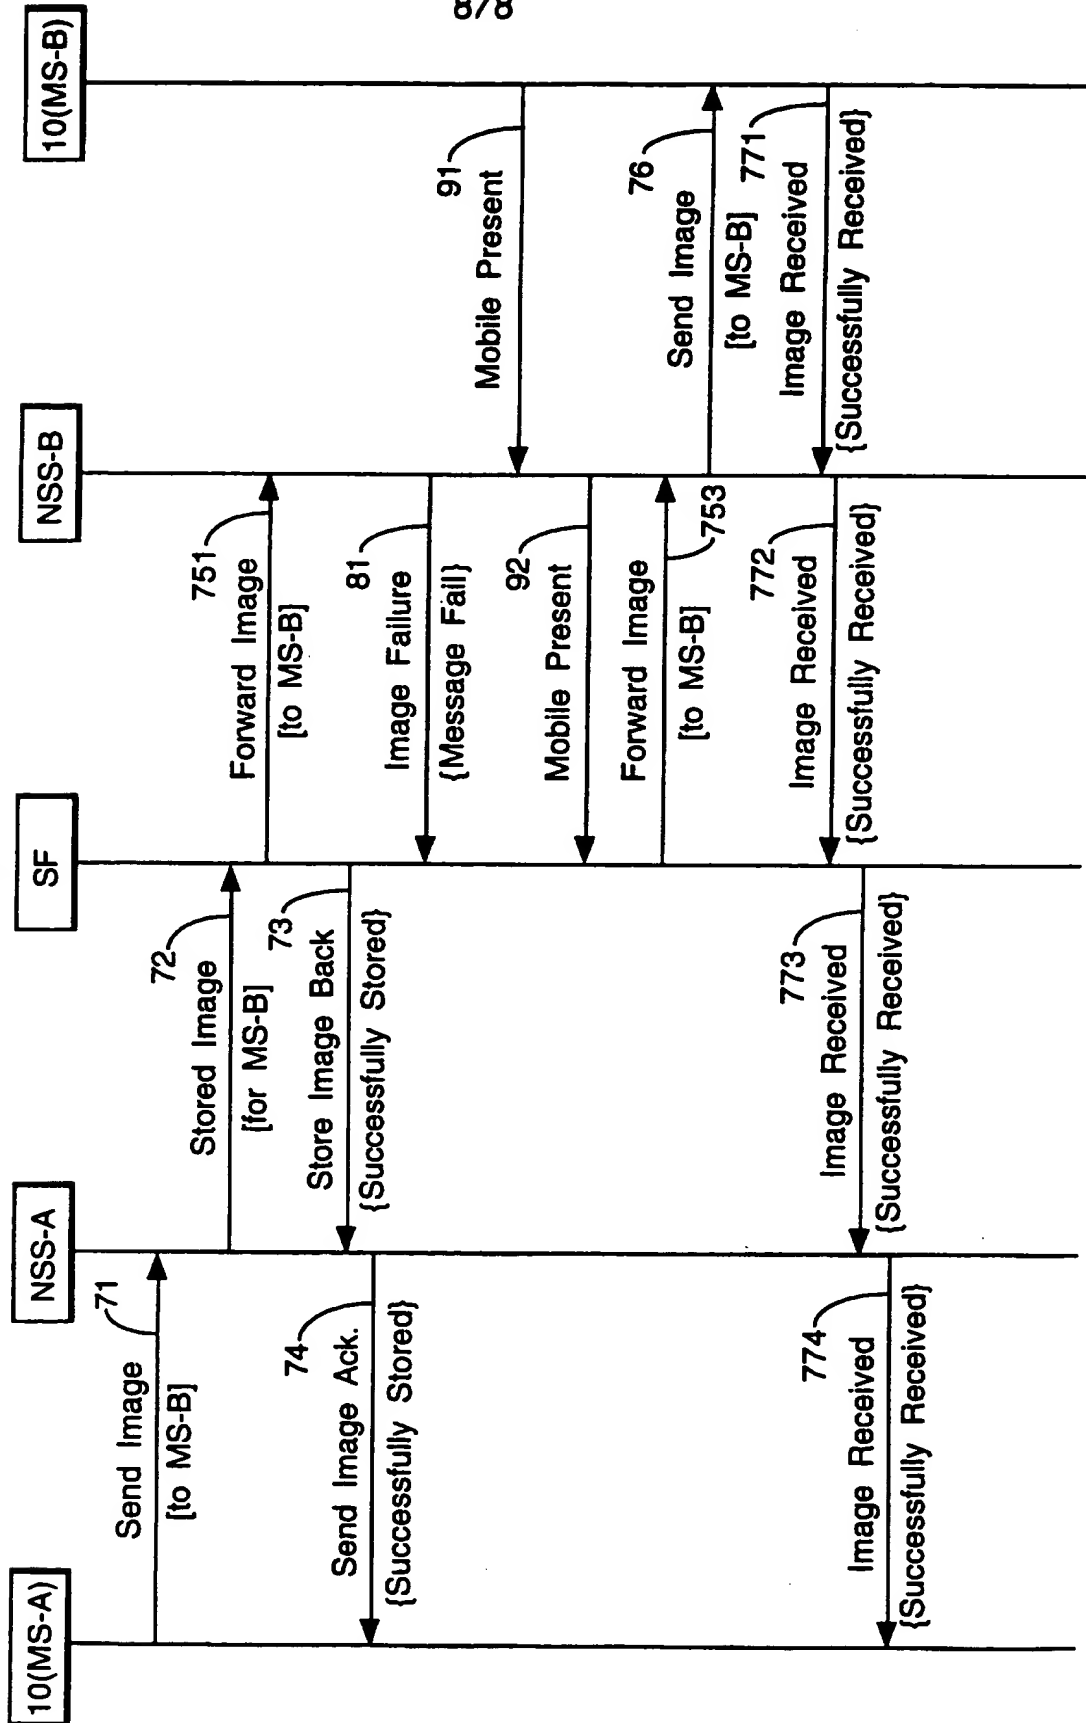 8/8
10(MS-A)
NSS-A
SF
NSS-B
10(MS-B)
71
Send Image
[to MS-B]
72
Stored Image
[for MS-B]
751
Forward Image
[to MS-B]
73
Store Image Back
{Successfully Stored}
74
Send Image Ack.
{Successfully Stored}
81
Image Failure
{Message Fail}
91
Mobile Present
92
Mobile Present
Forward Image
753
[to MS-B]
76
Send Image
[to MS-B]
771
Image Received
{Successfully Received}
772
Image Received
{Successfully Received}
773
Image Received
{Successfully Received}
774
Image Received
{Successfully Received}